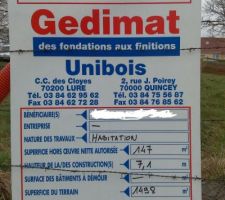 Gedimat
des fondations aux finitions
Unibois
C.C. des Cloyes
70200 LURE
Tél. 03 84 62 95 62
Fax 03 84 62 72 28
2, rue J. Poirey
70000 QUINCEY
Tél. 03 84 75 56 87
Fax 03 84 76 85 62
BÉNÉFICIAIRE(S)
ENTREPRISE
NATURE DES TRAVAUX HABITATION
SUPERFICIE HORS ŒUVRE NETTE AUTORISÉE 147 m²
HAUTEUR DE LA/DES CONSTRUCTION(S) 7,1 m
SURFACE DES BÂTIMENTS À DÉMOLIR m²
SUPERFICIE DU TERRAIN 1498 m²